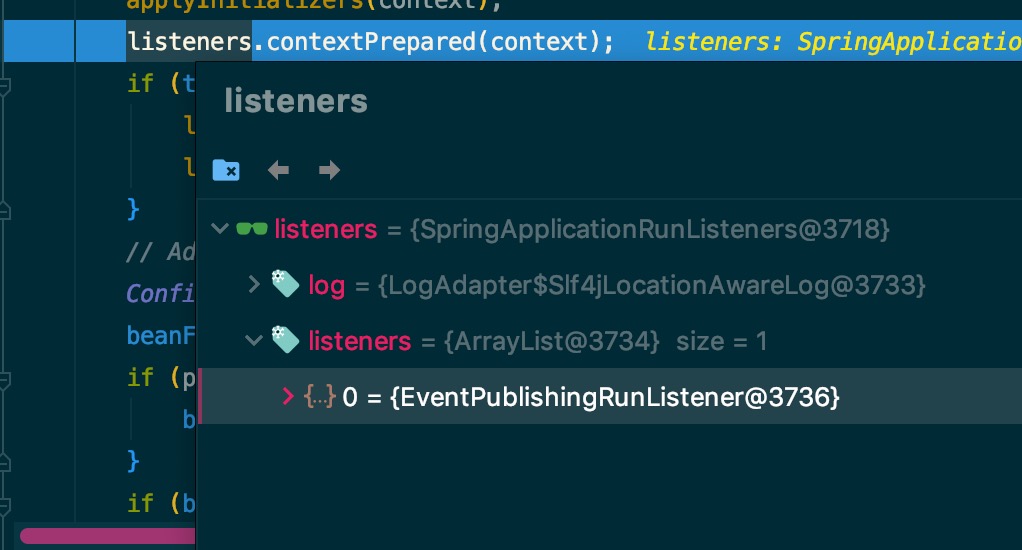 applyInitializers(context);
listeners.contextPrepared(context); listeners: SpringApplicatio
if (t
listeners
l
l
}
listeners = {SpringApplicationRunListeners@3718}
// Ad
log = {LogAdapter$Slf4jLocationAwareLog@3733}
Confi
beanF
listeners = {ArrayList@3734} size = 1
if (p
0 = {EventPublishingRunListener@3736}
b
}
if (b